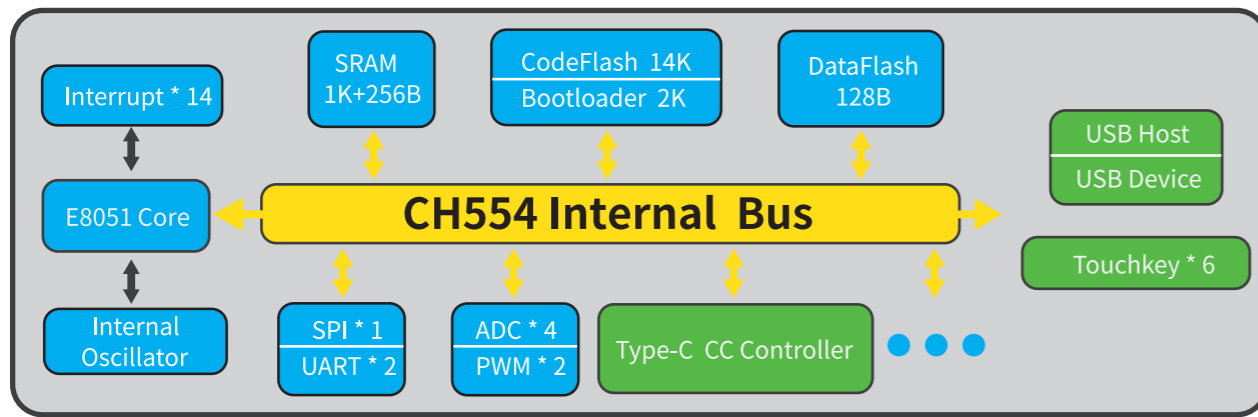 SRAM
1K+256B
CodeFlash 14K
Bootloader 2K
DataFlash
128B
Interrupt * 14
USB Host
USB Device
E8051 Core
CH554 Internal Bus
Touchkey * 6
Internal
Oscillator
SPI * 1
UART * 2
ADC * 4
PWM * 2
Type-C CC Controller